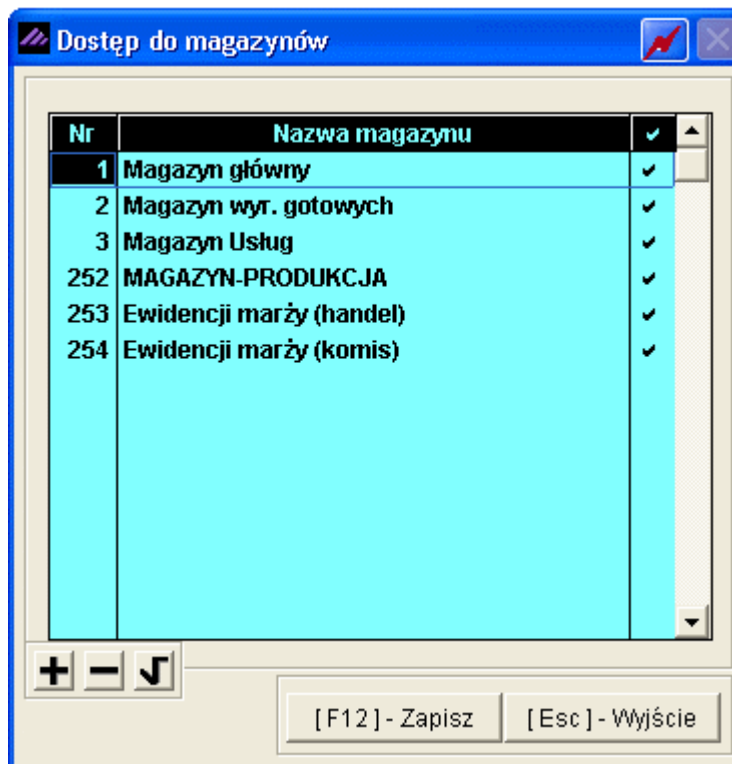 Dostęp do magazynów
Nr Nazwa magazynu
1 Magazyn główny
2 Magazyn wyr. gotowych
3 Magazyn Usług
252 MAGAZYN-PRODUKCJA
253 Ewidencji marży (handel)
254 Ewidencji marży (komis)
[ F12 ] - Zapisz [ Esc ] - Wyjście